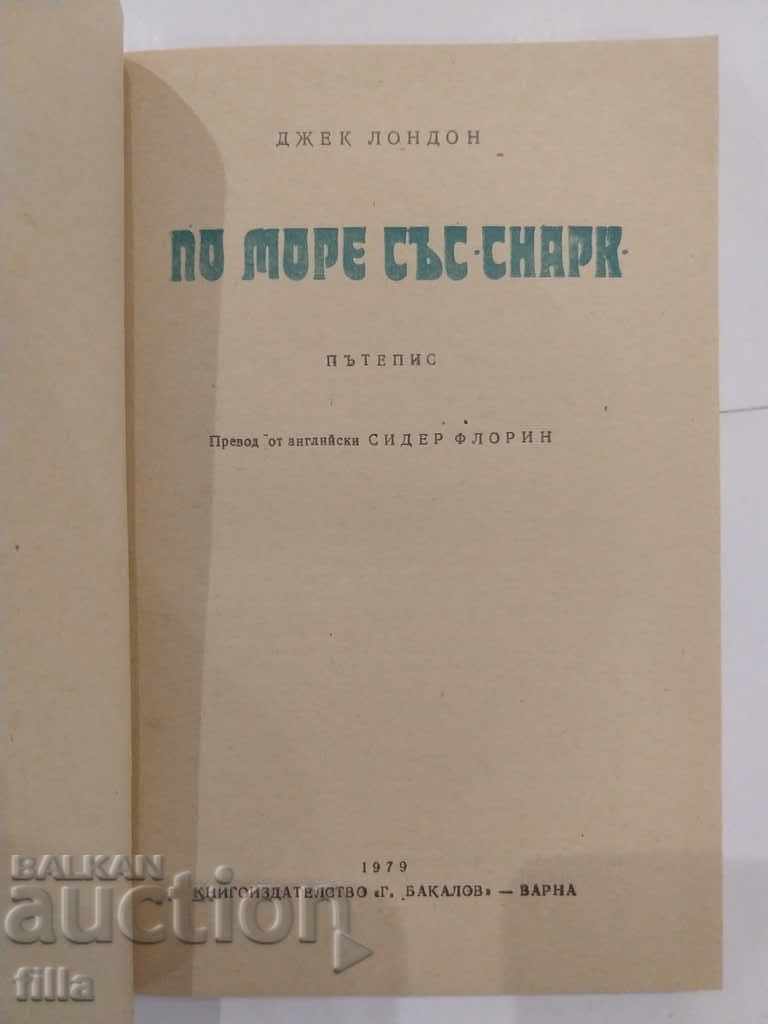 ДЖЕК ЛОНДОН
ПО МОРЕ СЪС •СНАРК•
ПЪТЕПИС
Превод от английски СИДЕР ФЛОРИН
1979
КНИГОИЗДАТЕЛСТВО «Г. БАКАЛОВ» — ВАРНА
BALKAN
auction
filla